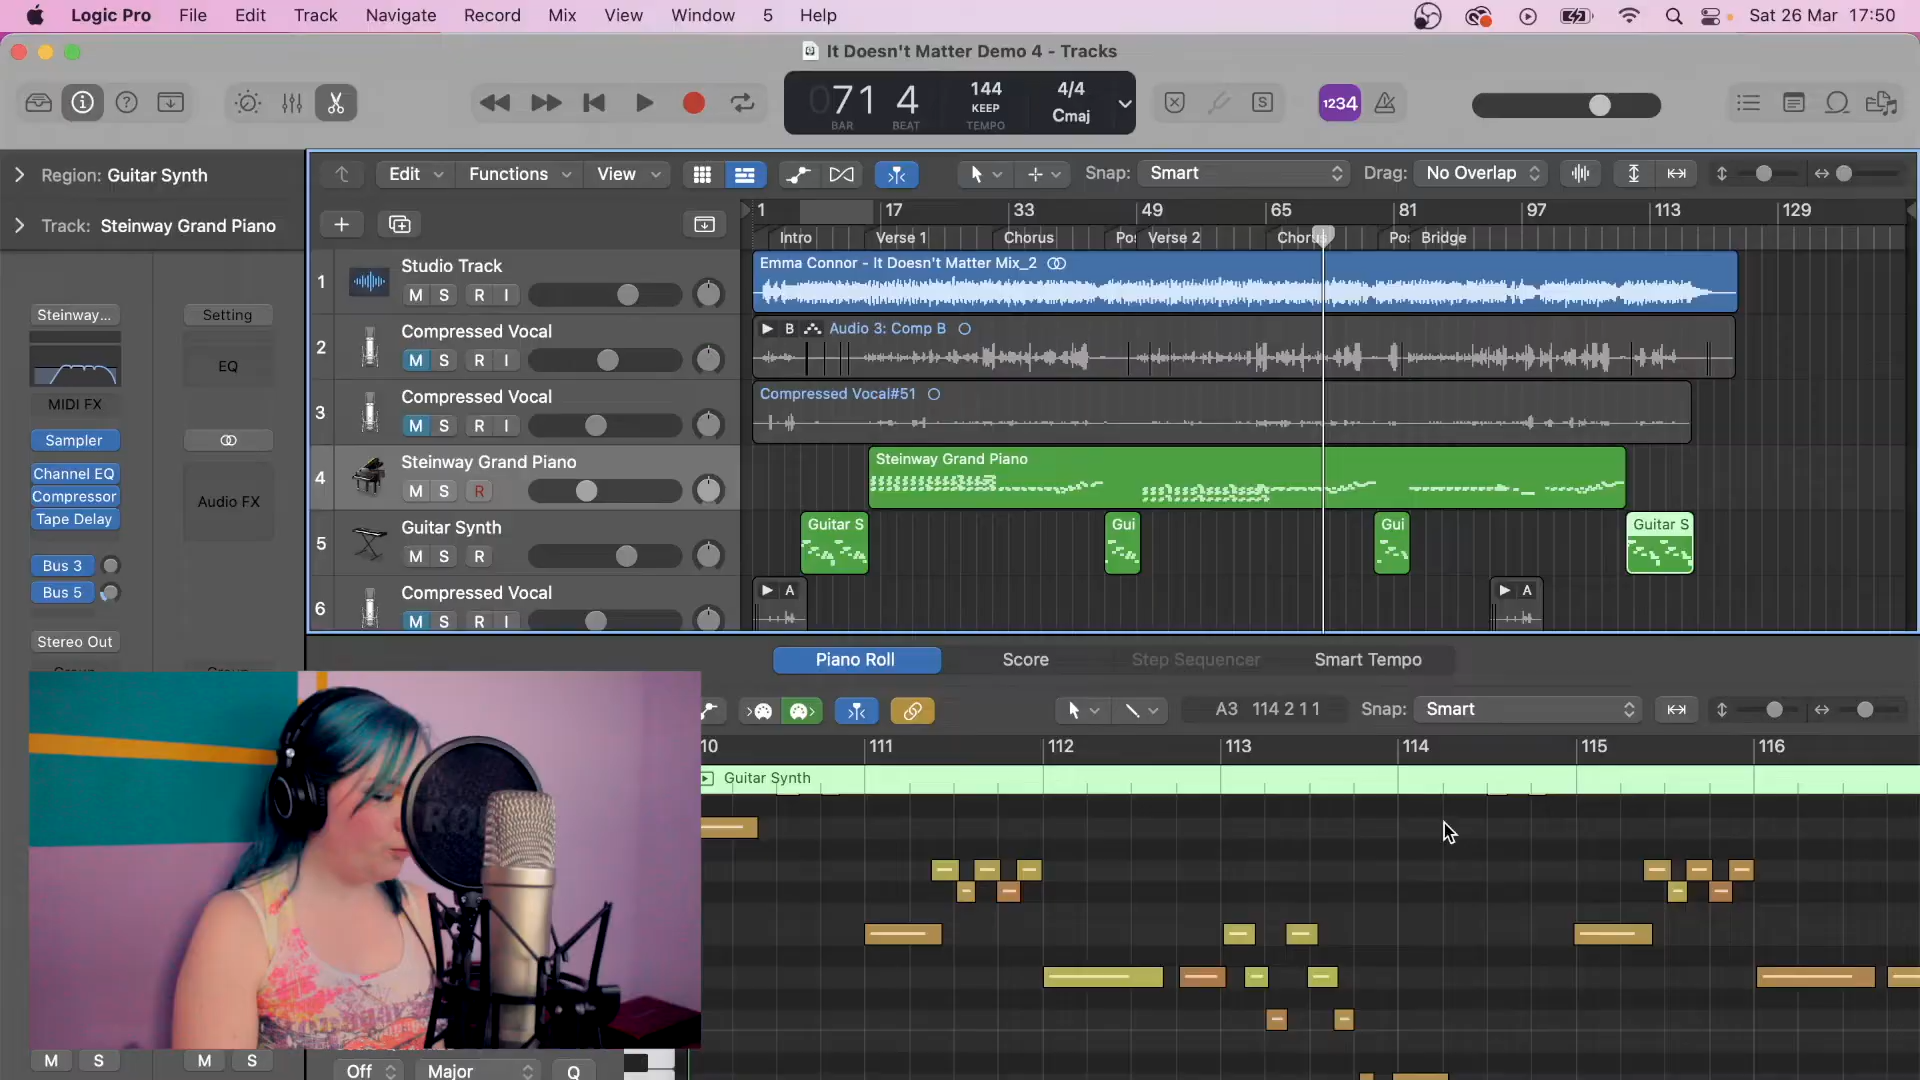 Logic Pro File Edit Track Navigate Record Mix View Window 5 Help Sat 26 Mar 17:50
It Doesn't Matter Demo 4 - Tracks
071 4 144 KEEP 4/4 Cmaj
BAR BEAT TEMPO
S 1234
Region: Guitar Synth
Edit Functions View Snap: Smart Drag: No Overlap
Track: Steinway Grand Piano
1 17 33 49 65 81 97 113 129
Intro Verse 1 Chorus Po: Verse 2 Chorus Po: Bridge
1 Studio Track M S R I
Emma Connor - It Doesn't Matter Mix_2
2 Compressed Vocal M S R I
B Audio 3: Comp B
3 Compressed Vocal M S R I
Compressed Vocal#51
4 Steinway Grand Piano M S R
Steinway Grand Piano
5 Guitar Synth M S R
Guitar S Gui Gui Guitar S
6 Compressed Vocal M S R I
A A
Steinway... Setting
EQ
MIDI FX
Sampler
Channel EQ
Compressor Audio FX
Tape Delay
Bus 3
Bus 5
Stereo Out
Piano Roll Score Step Sequencer Smart Tempo
A3 114 2 1 1 Snap: Smart
10 111 112 113 114 115 116
Guitar Synth
M S M S
Off Major Q